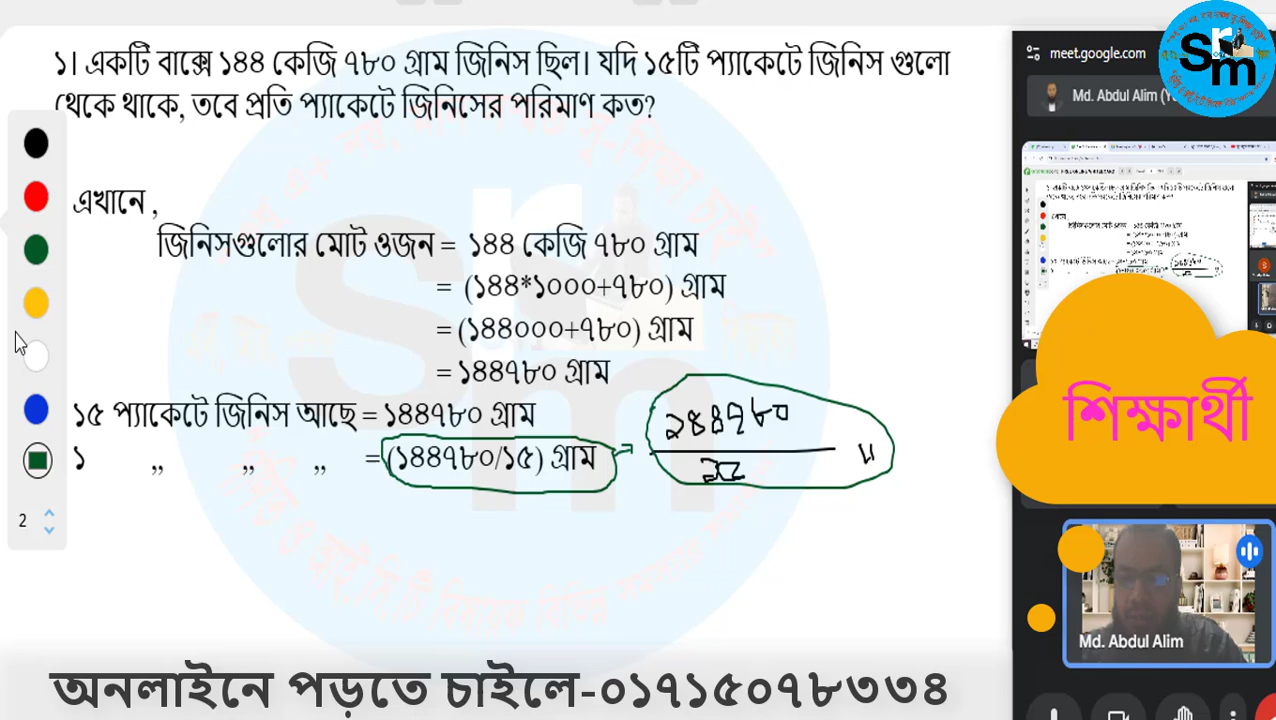 ১। একটি বাক্সে ১৪৪ কেজি ৭৮০ গ্রাম জিনিস ছিল। যদি ১৫টি প্যাকেটে জিনিস গুলো
থেকে থাকে, তবে প্রতি প্যাকেটে জিনিসের পরিমাণ কত?
এখানে,
জিনিসগুলোর মোট ওজন = ১৪৪ কেজি ৭৮০ গ্রাম
= (১৪৪*১০০০+৭৮০) গ্রাম
= (১৪৪০০০+৭৮০) গ্রাম
= ১৪৪৭৮০ গ্রাম
১৫ প্যাকেটে জিনিস আছে = ১৪৪৭৮০ গ্রাম
১ ,, ,, ,, = (১৪৪৭৮০/১৫) গ্রাম
১৪৪৭৮০
১৫ "
2
অনলাইনে পড়তে চাইলে-০১৭১৫০৭৮৩৩৪
meet.google.com
srm
Md. Abdul Alim (Y
শিক্ষার্থী
Md. Abdul Alim